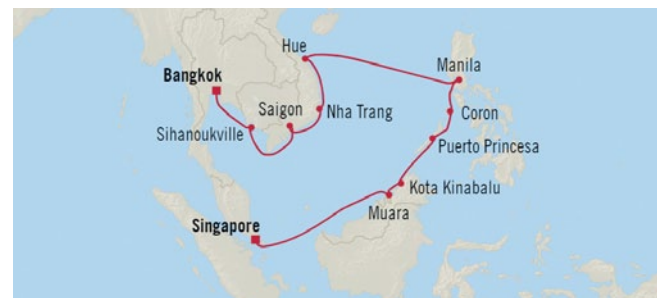 Hue
Manila
Bangkok
Saigon
Nha Trang
Coron
Sihanoukville
Puerto Princesa
Kota Kinabalu
Muara
Singapore